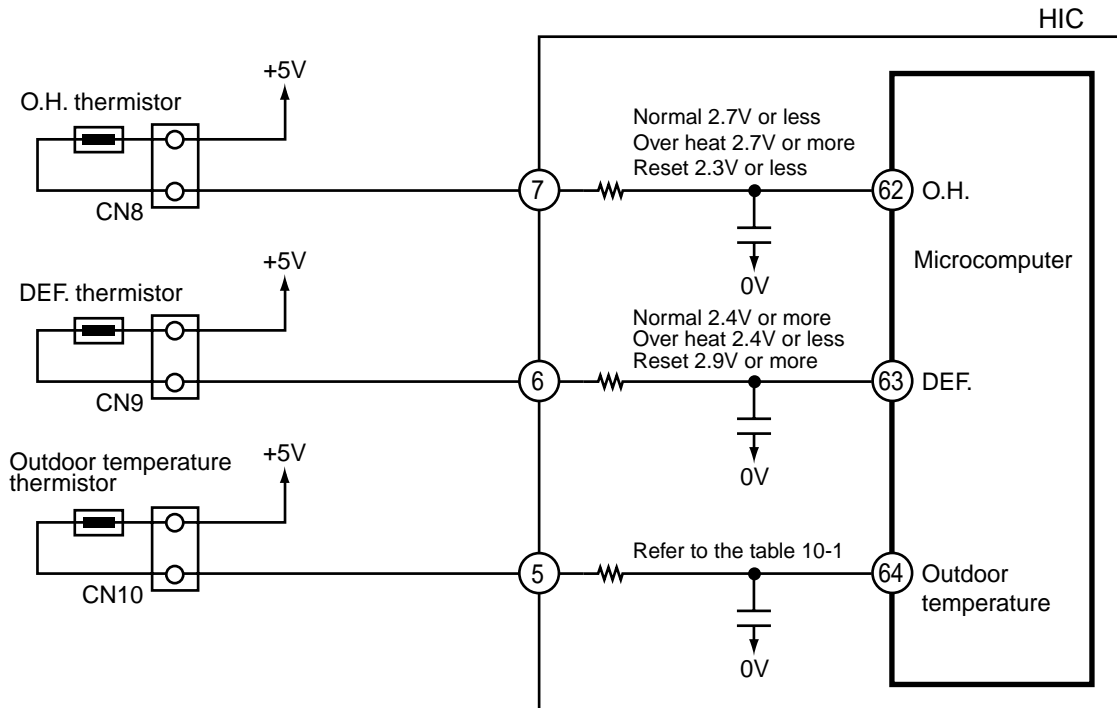 HIC
+5V
O.H. thermistor
CN8
7
Normal 2.7V or less
Over heat 2.7V or more
Reset 2.3V or less
0V
62
O.H.
Microcomputer
+5V
DEF. thermistor
CN9
6
Normal 2.4V or more
Over heat 2.4V or less
Reset 2.9V or more
0V
63
DEF.
+5V
Outdoor temperature
thermistor
CN10
5
Refer to the table 10-1
0V
64
Outdoor
temperature